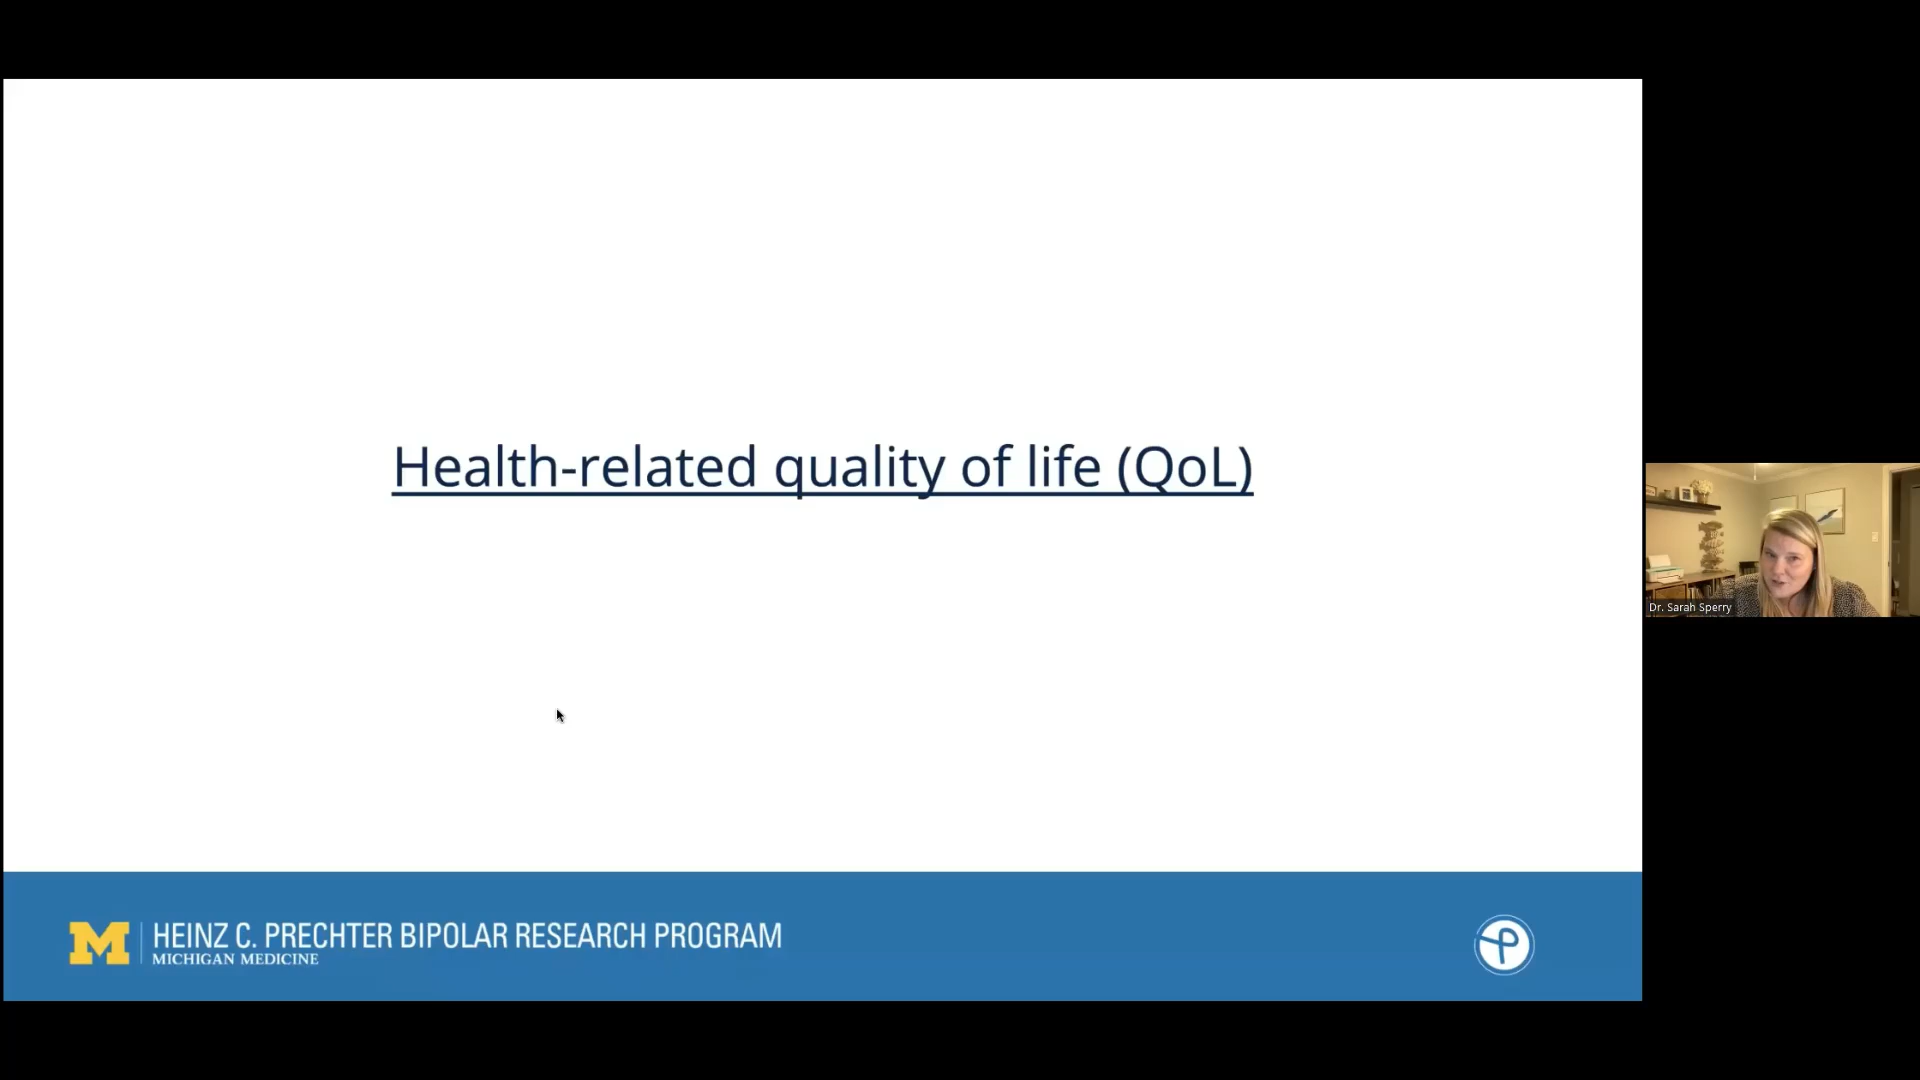 Health-related quality of life (QoL)
Dr. Sarah Sperry
M
HEINZ C. PRECHTER BIPOLAR RESEARCH PROGRAM
MICHIGAN MEDICINE